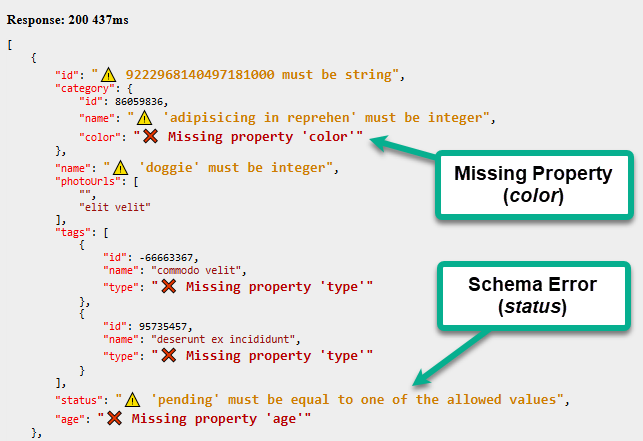 Response: 200 437ms
[
{
"id": "⚠ 9222968140497181000 must be string",
"category": {
"id": 86059836,
"name": "⚠ 'adipisicing in reprehen' must be integer",
"color": "❌ Missing property 'color'"
},
"name": "⚠ 'doggie' must be integer",
"photoUrls": [
"",
"elit velit"
],
"tags": [
{
"id": -66663367,
"name": "commodo velit",
"type": "❌ Missing property 'type'"
},
{
"id": 95735457,
"name": "deserunt ex incididunt",
"type": "❌ Missing property 'type'"
}
],
"status": "⚠ 'pending' must be equal to one of the allowed values",
"age": "❌ Missing property 'age'"
},
Missing Property
(color)
Schema Error
(status)